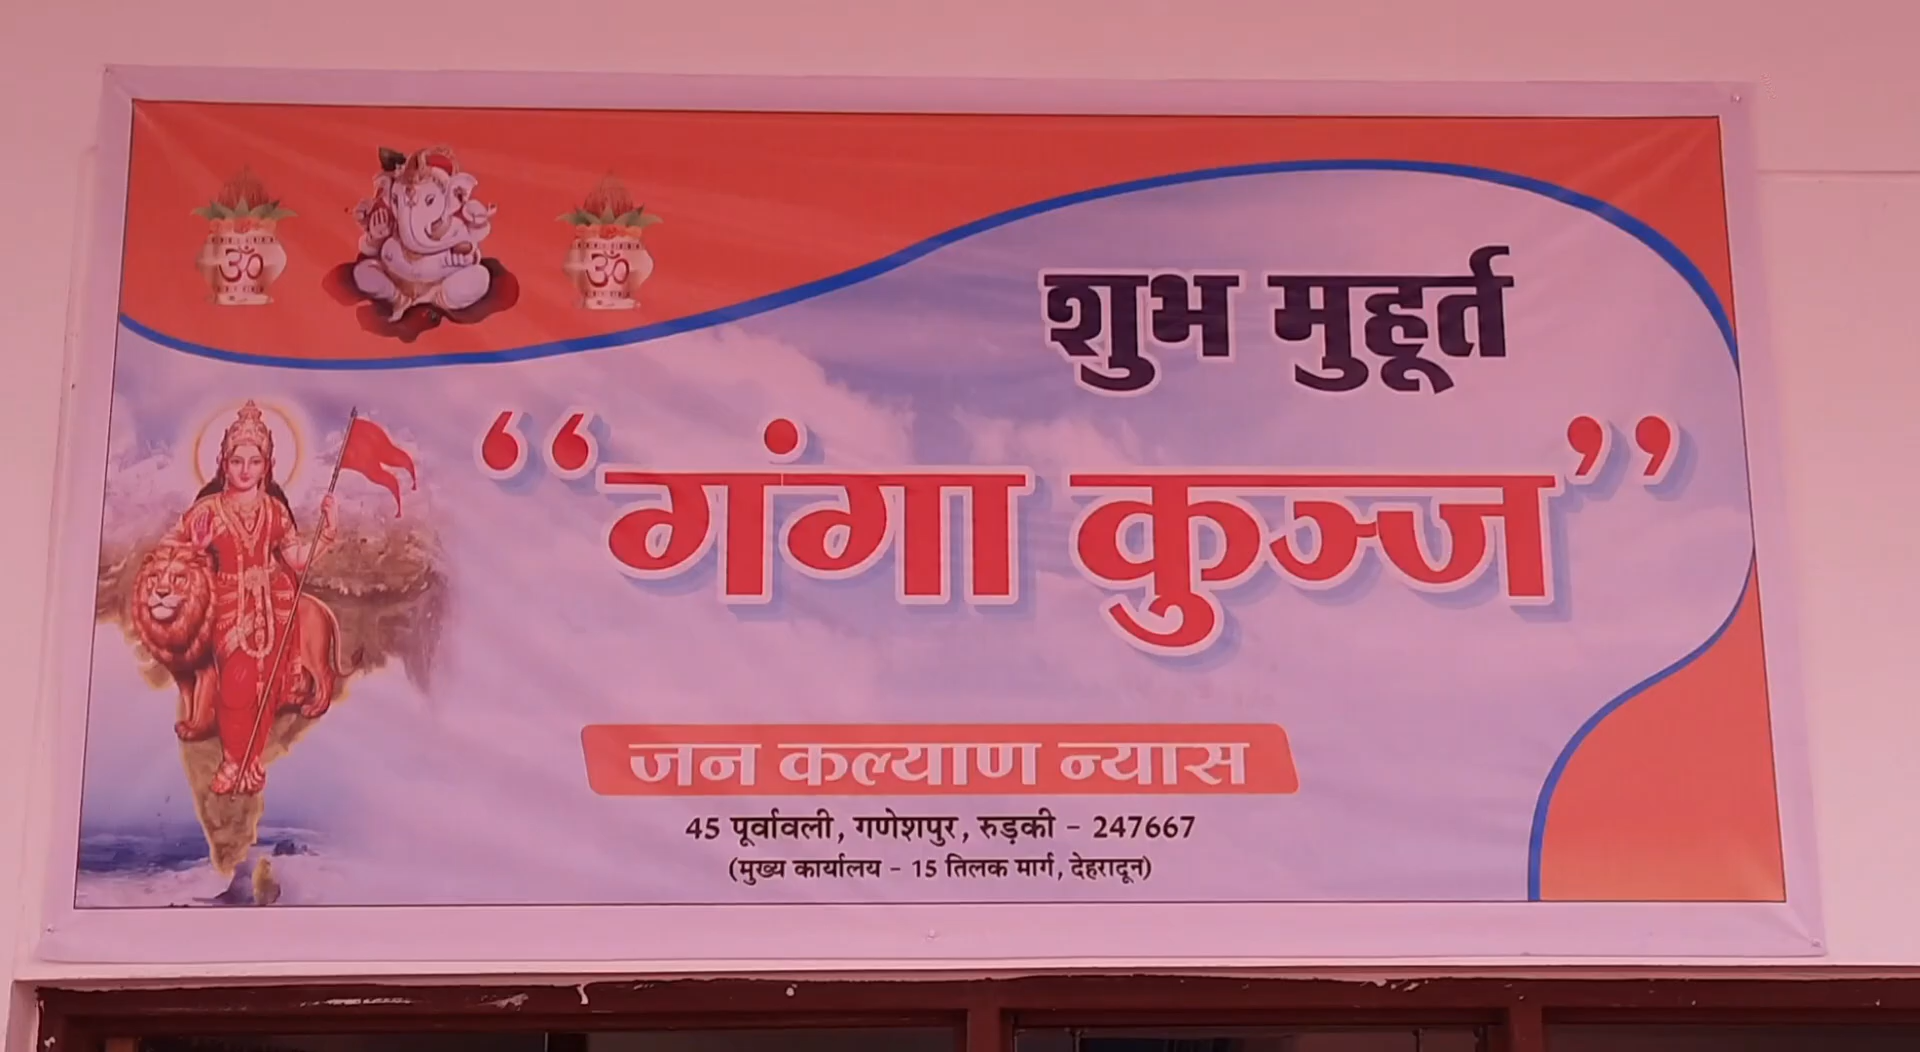 ॐ ॐ
शुभ मुहूर्त
“गंगा कुञ्ज”
जन कल्याण न्यास
45 पूर्वावली, गणेशपुर, रुड़की - 247667
(मुख्य कार्यालय - 15 तिलक मार्ग, देहरादून)